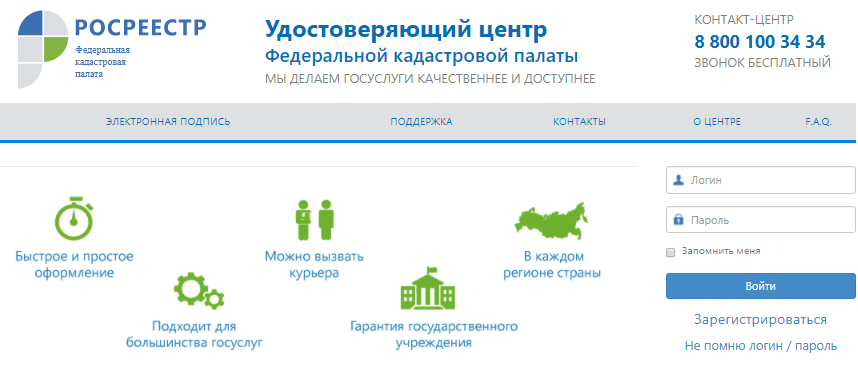 РОСРЕЕСТР
Федеральная
кадастровая
палата
Удостоверяющий центр
Федеральной кадастровой палаты
МЫ ДЕЛАЕМ ГОСУСЛУГИ КАЧЕСТВЕННЕЕ И ДОСТУПНЕЕ
КОНТАКТ-ЦЕНТР
8 800 100 34 34
ЗВОНОК БЕСПЛАТНЫЙ
ЭЛЕКТРОННАЯ ПОДПИСЬ
ПОДДЕРЖКА
КОНТАКТЫ
О ЦЕНТРЕ
F.A.Q.
Быстрое и простое
оформление
Можно вызвать
курьера
В каждом
регионе страны
Подходит для
большинства госуслуг
Гарантия государственного
учреждения
Логин
Пароль
Запомнить меня
Войти
Зарегистрироваться
Не помню логин / пароль